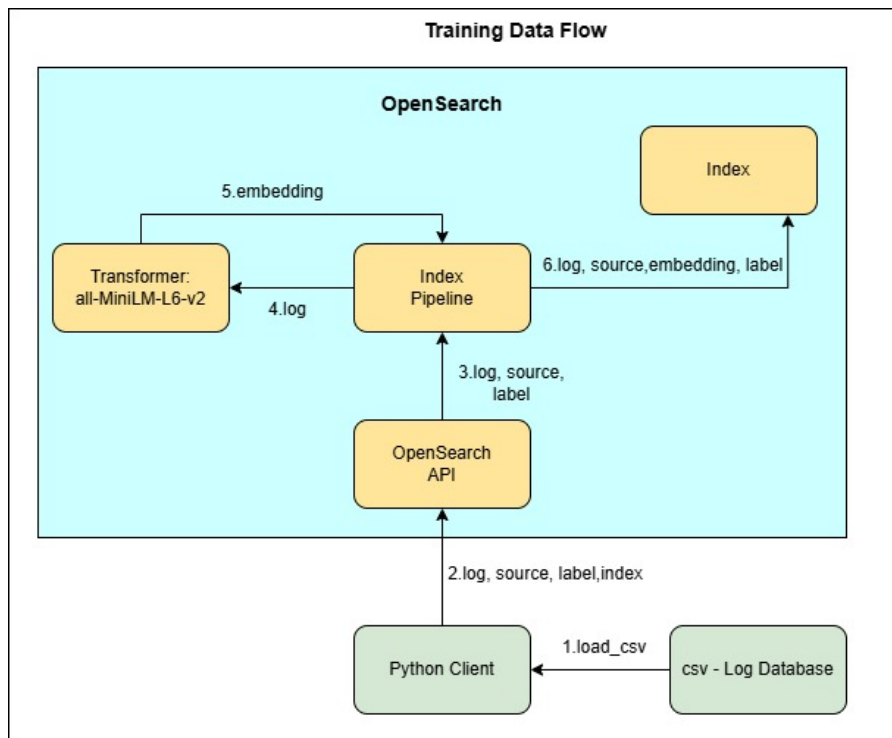 Training Data Flow
OpenSearch
Index
5.embedding
Transformer:
all-MiniLM-L6-v2
Index
Pipeline
6.log, source,embedding, label
4.log
3.log, source,
label
OpenSearch
API
2.log, source, label,index
Python Client
1.load_csv
csv - Log Database